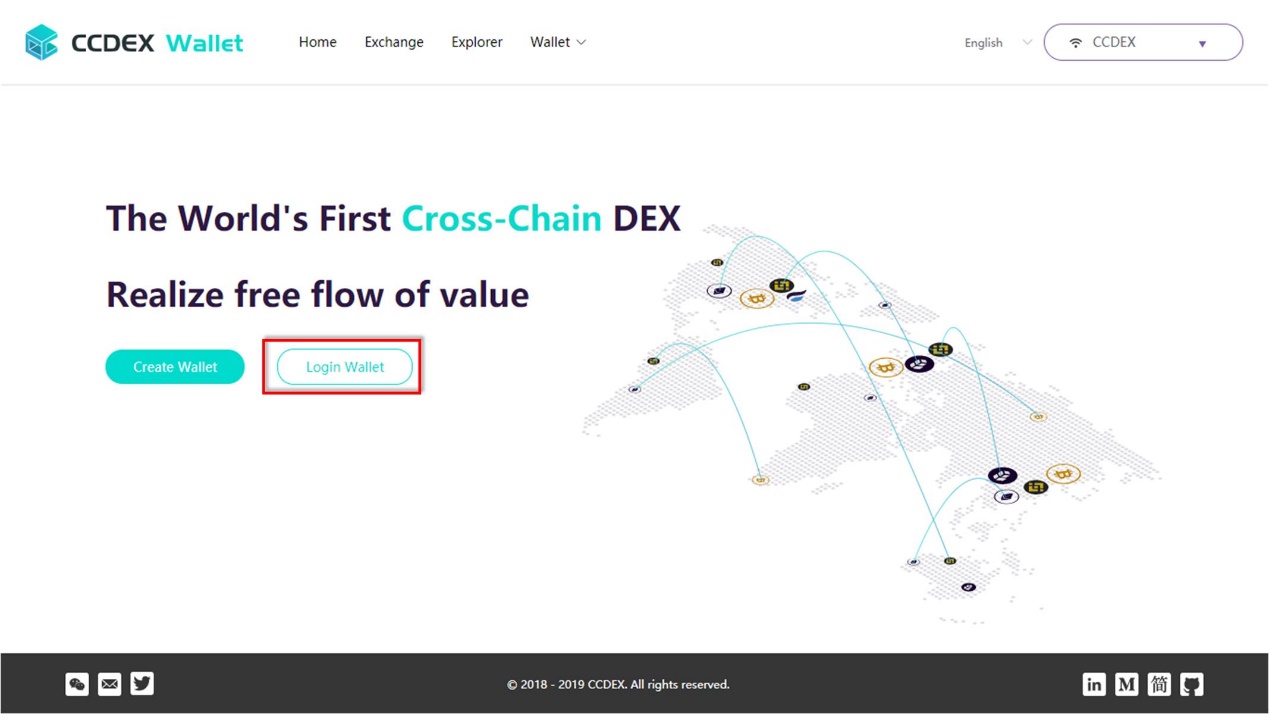 CCDEX Wallet
Home Exchange Explorer Wallet
English
CCDEX
The World's First Cross-Chain DEX
Realize free flow of value
Create Wallet
Login Wallet
© 2018 - 2019 CCDEX. All rights reserved.
in M 简